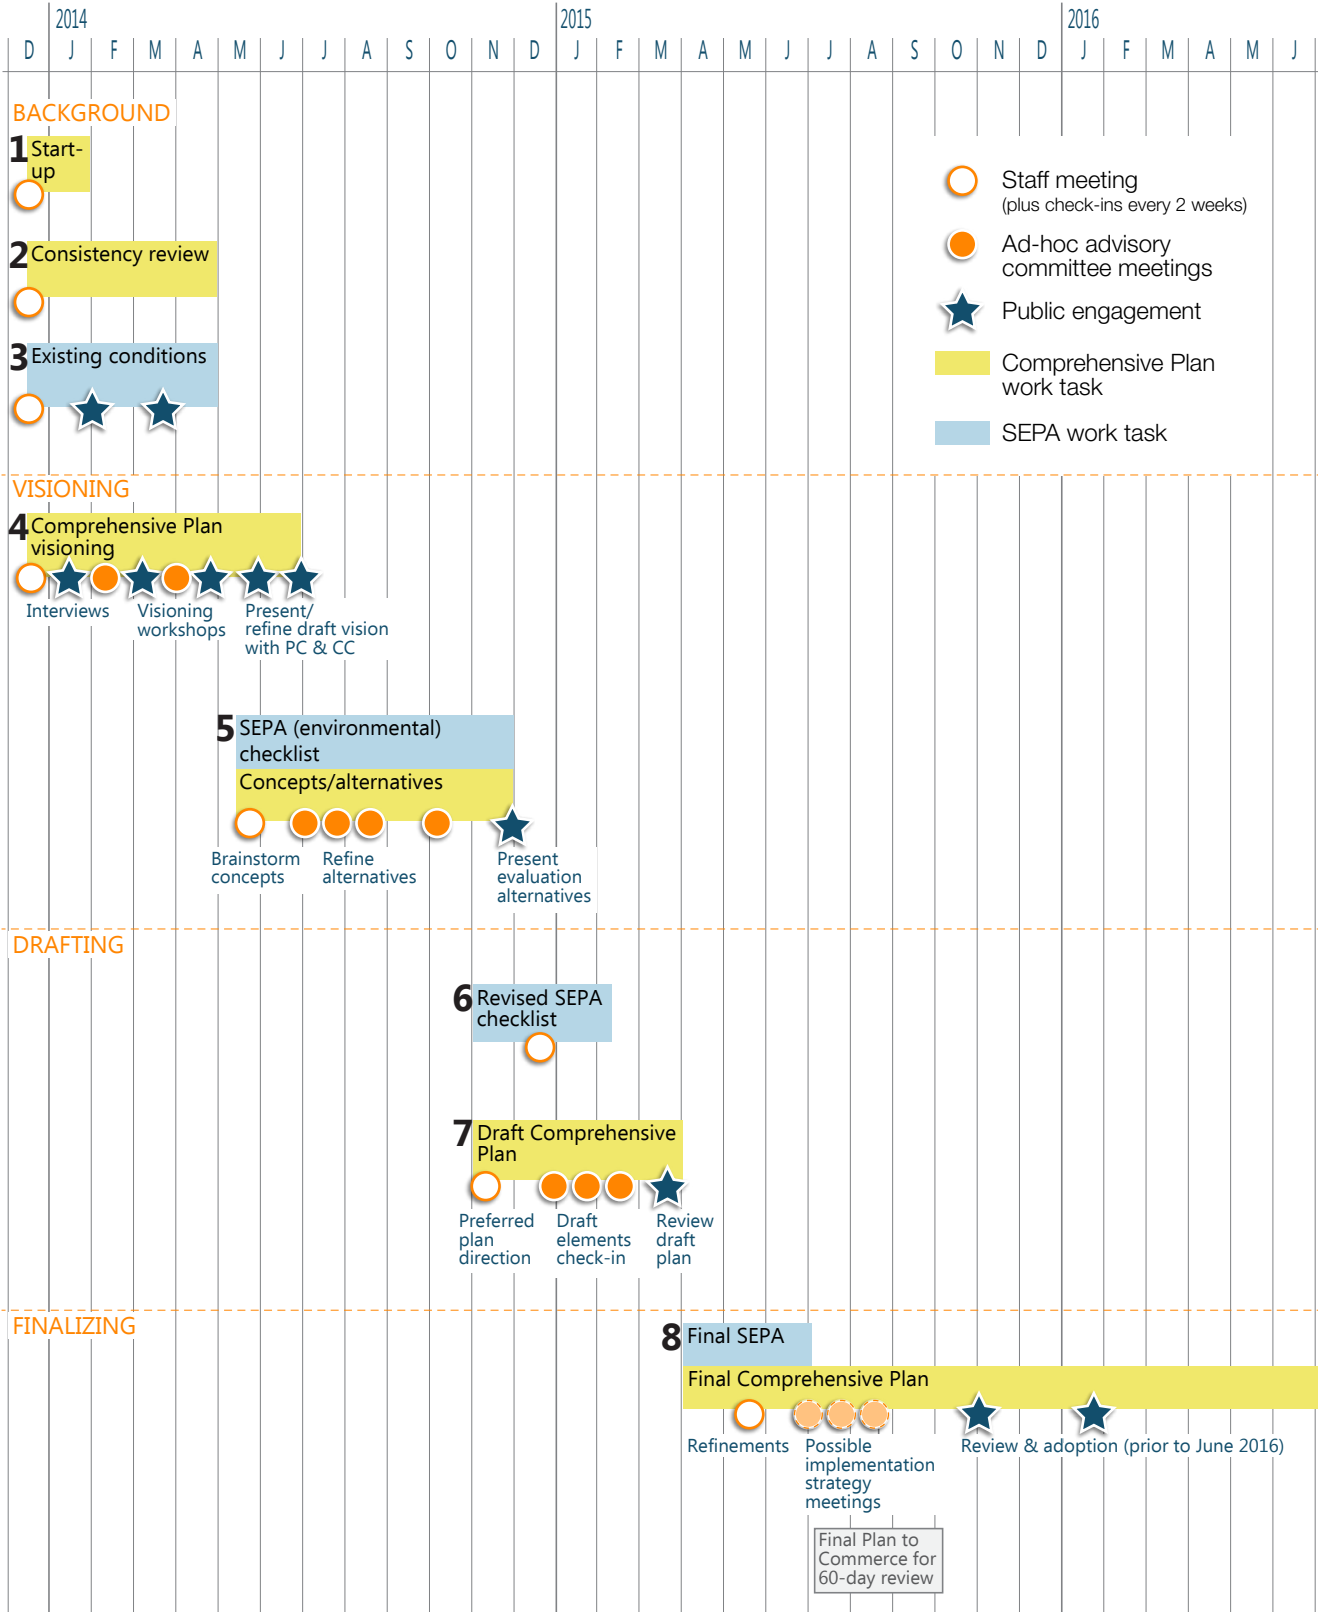 2014
2015
2016
D J F M A M J J A S O N D J F M A M J J A S O N D J F M A M J
BACKGROUND
1 Start-
up
2 Consistency review
3 Existing conditions
Staff meeting
(plus check-ins every 2 weeks)
Ad-hoc advisory
committee meetings
Public engagement
Comprehensive Plan
work task
SEPA work task
VISIONING
4 Comprehensive Plan
visioning
Interviews
Visioning
workshops
Present/
refine draft vision
with PC & CC
5 SEPA (environmental)
checklist
Concepts/alternatives
Brainstorm
concepts
Refine
alternatives
Present
evaluation
alternatives
DRAFTING
6 Revised SEPA
checklist
7 Draft Comprehensive
Plan
Preferred
plan
direction
Draft
elements
check-in
Review
draft
plan
FINALIZING
8 Final SEPA
Final Comprehensive Plan
Refinements
Possible
implementation
strategy
meetings
Review & adoption (prior to June 2016)
Final Plan to
Commerce for
60-day review